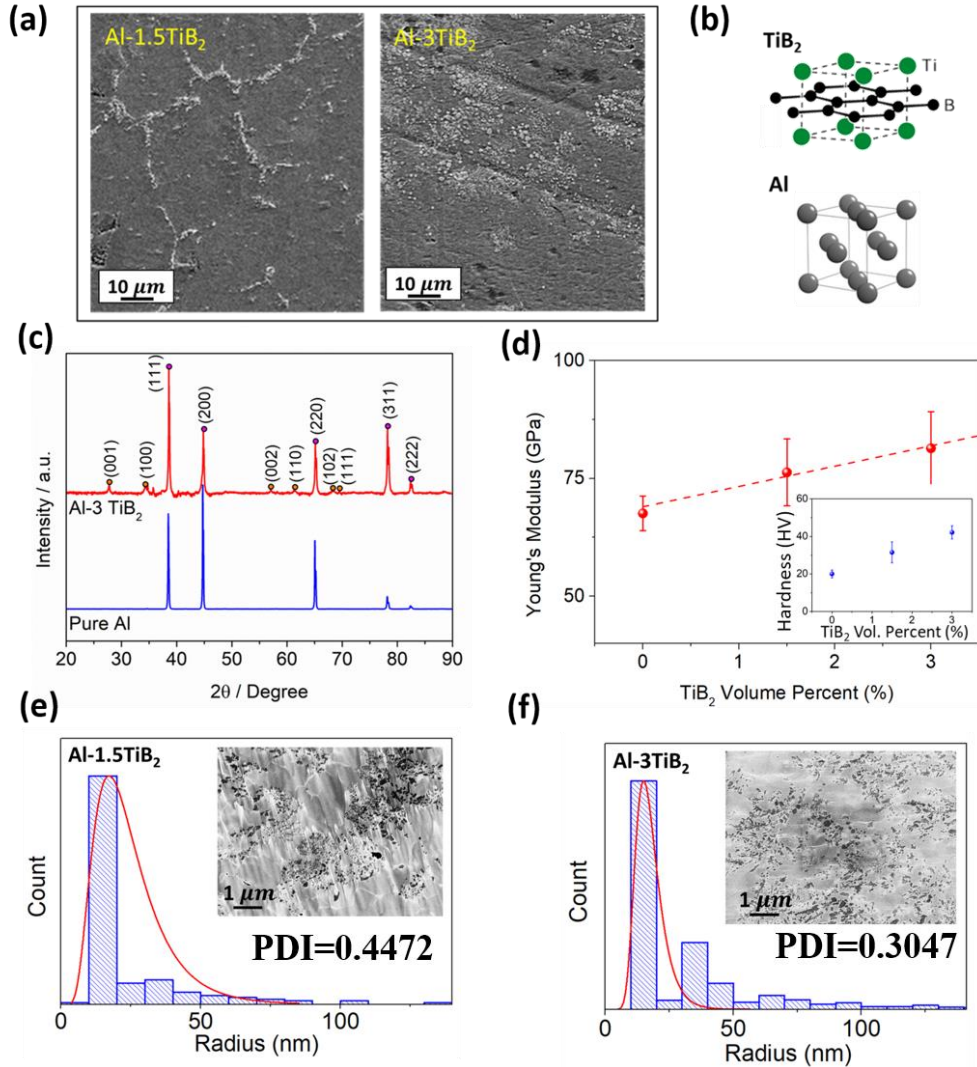 (a)
Al-1.5TiB₂
10 μm
Al-3TiB₂
10 μm
(b)
TiB₂
Ti
B
Al
(c)
(111)
(200)
(220)
(311)
(001)
(100)
(002)
(110)
(102)
(111)
(222)
Al-3 TiB₂
Pure Al
Intensity / a.u.
20 30 40 50 60 70 80 90
2θ / Degree
(d)
100
75
50
Young's Modulus (GPa)
0 1 2 3
TiB₂ Volume Percent (%)
Hardness (HV)
60
40
20
0
0 1 2 3
TiB₂ Vol. Percent (%)
(e)
Al-1.5TiB₂
1 μm
PDI=0.4472
Count
0 50 100
Radius (nm)
(f)
Al-3TiB₂
1 μm
PDI=0.3047
Count
0 50 100
Radius (nm)